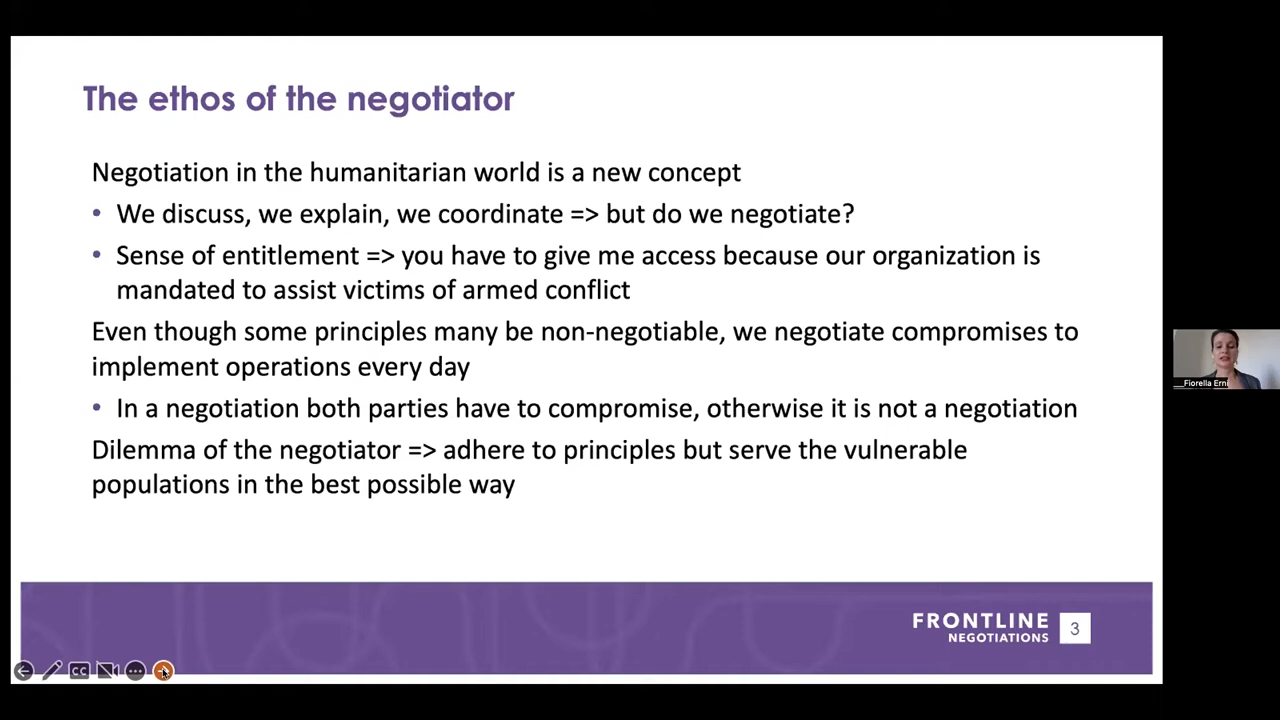 The ethos of the negotiator
Negotiation in the humanitarian world is a new concept
• We discuss, we explain, we coordinate => but do we negotiate?
• Sense of entitlement => you have to give me access because our organization is
mandated to assist victims of armed conflict
Even though some principles many be non-negotiable, we negotiate compromises to
implement operations every day
• In a negotiation both parties have to compromise, otherwise it is not a negotiation
Dilemma of the negotiator => adhere to principles but serve the vulnerable
populations in the best possible way
Fiorella Erni
FRONTLINE
NEGOTIATIONS
3
CC